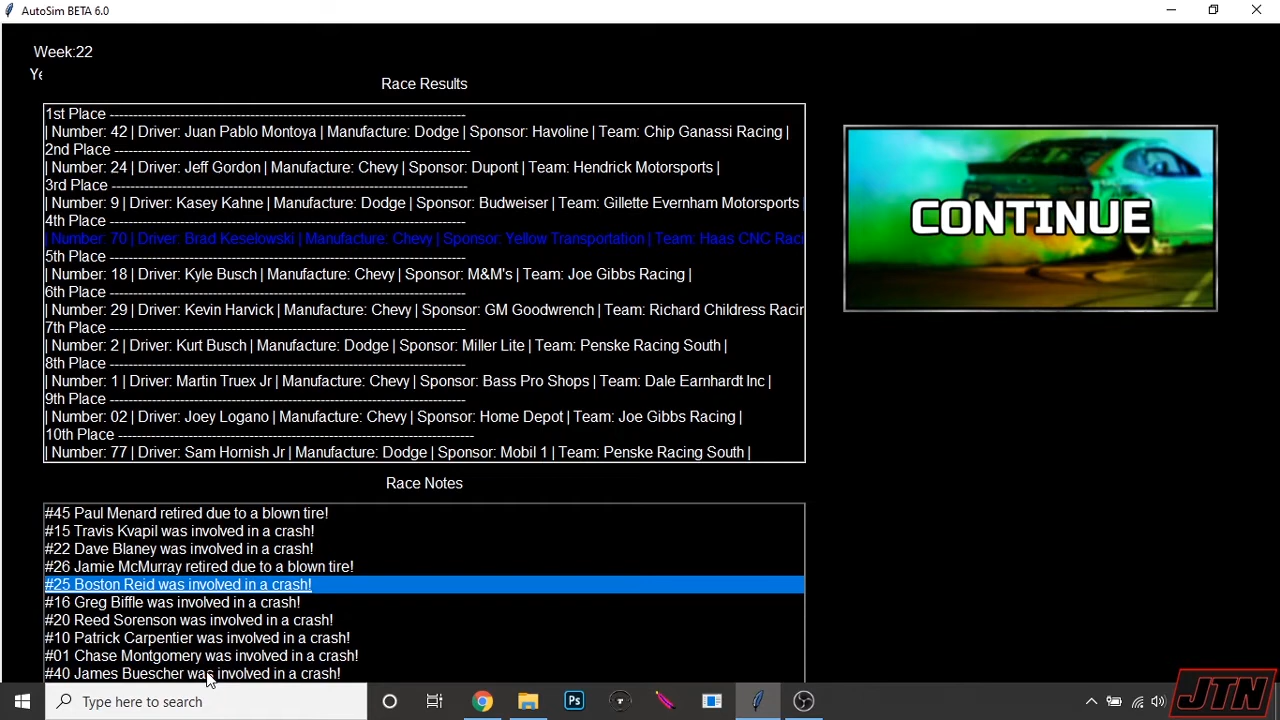 AutoSim BETA 6.0
Week:22
Ye
Race Results
1st Place ----------------------------------------------------------------------
| Number: 42 | Driver: Juan Pablo Montoya | Manufacture: Dodge | Sponsor: Havoline | Team: Chip Ganassi Racing |
2nd Place ----------------------------------------------------------------------
| Number: 24 | Driver: Jeff Gordon | Manufacture: Chevy | Sponsor: Dupont | Team: Hendrick Motorsports |
3rd Place ----------------------------------------------------------------------
| Number: 9 | Driver: Kasey Kahne | Manufacture: Dodge | Sponsor: Budweiser | Team: Gillette Evernham Motorsports |
4th Place ----------------------------------------------------------------------
| Number: 70 | Driver: Brad Keselowski | Manufacture: Chevy | Sponsor: Yellow Transportation | Team: Haas CNC Raci
5th Place ----------------------------------------------------------------------
| Number: 18 | Driver: Kyle Busch | Manufacture: Chevy | Sponsor: M&M's | Team: Joe Gibbs Racing |
6th Place ----------------------------------------------------------------------
| Number: 29 | Driver: Kevin Harvick | Manufacture: Chevy | Sponsor: GM Goodwrench | Team: Richard Childress Racin
7th Place ----------------------------------------------------------------------
| Number: 2 | Driver: Kurt Busch | Manufacture: Dodge | Sponsor: Miller Lite | Team: Penske Racing South |
8th Place ----------------------------------------------------------------------
| Number: 1 | Driver: Martin Truex Jr | Manufacture: Chevy | Sponsor: Bass Pro Shops | Team: Dale Earnhardt Inc |
9th Place ----------------------------------------------------------------------
| Number: 02 | Driver: Joey Logano | Manufacture: Chevy | Sponsor: Home Depot | Team: Joe Gibbs Racing |
10th Place ----------------------------------------------------------------------
| Number: 77 | Driver: Sam Hornish Jr | Manufacture: Dodge | Sponsor: Mobil 1 | Team: Penske Racing South |
CONTINUE
Race Notes
#45 Paul Menard retired due to a blown tire!
#15 Travis Kvapil was involved in a crash!
#22 Dave Blaney was involved in a crash!
#26 Jamie McMurray retired due to a blown tire!
#25 Boston Reid was involved in a crash!
#16 Greg Biffle was involved in a crash!
#20 Reed Sorenson was involved in a crash!
#10 Patrick Carpentier was involved in a crash!
#01 Chase Montgomery was involved in a crash!
#40 James Buescher was involved in a crash!
Type here to search
Ps
JTN